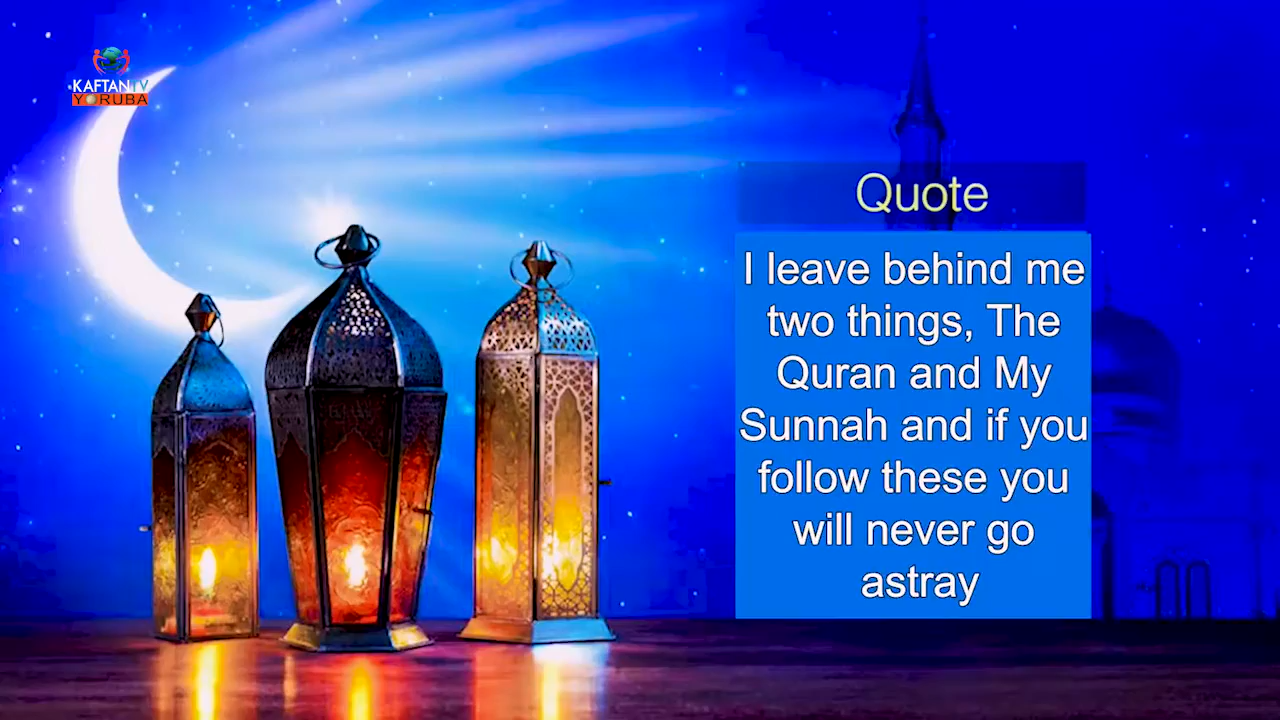 KAFTAN TV
YORUBA
Quote
I leave behind me
two things, The
Quran and My
Sunnah and if you
follow these you
will never go
astray